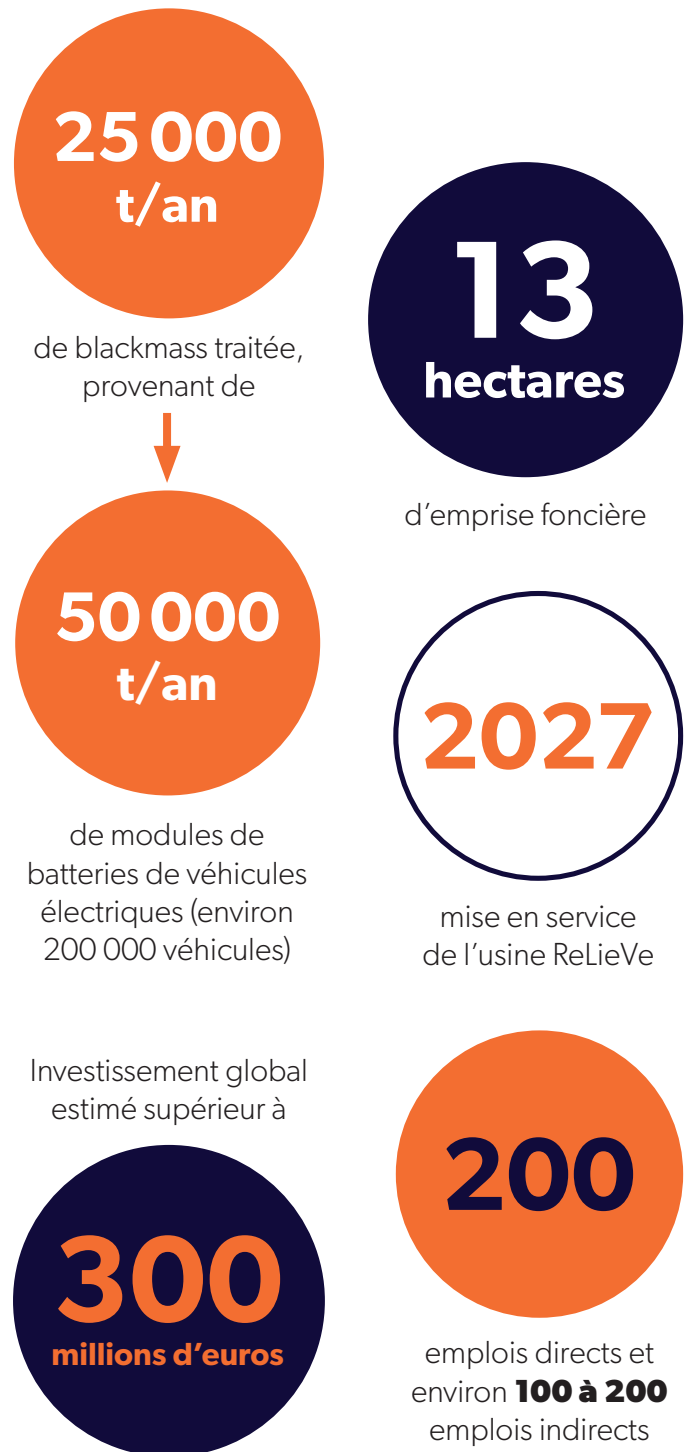 25 000
t/an
de blackmass traitée,
provenant de
50 000
t/an
de modules de
batteries de véhicules
électriques (environ
200 000 véhicules)
Investissement global
estimé supérieur à
300
millions d’euros
13
hectares
d’emprise foncière
2027
mise en service
de l’usine ReLieVe
200
emplois directs et
environ 100 à 200
emplois indirects